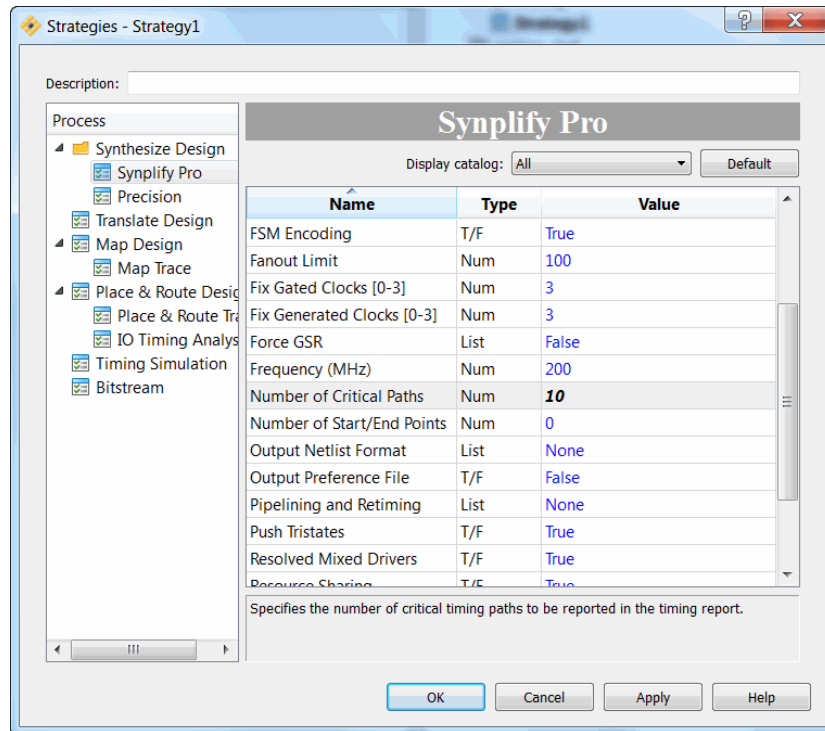 Strategies - Strategy1
Description:
Process
Synthesize Design
Synplify Pro
Precision
Translate Design
Map Design
Map Trace
Place & Route Desig
Place & Route Tra
IO Timing Analys
Timing Simulation
Bitstream
Synplify Pro
Display catalog: All Default
Name Type Value
FSM Encoding T/F True
Fanout Limit Num 100
Fix Gated Clocks [0-3] Num 3
Fix Generated Clocks [0-3] Num 3
Force GSR List False
Frequency (MHz) Num 200
Number of Critical Paths Num 10
Number of Start/End Points Num 0
Output Netlist Format List None
Output Preference File T/F False
Pipelining and Retiming List None
Push Tristates T/F True
Resolved Mixed Drivers T/F True
Resource Sharing T/F True
Specifies the number of critical timing paths to be reported in the timing report.
OK Cancel Apply Help